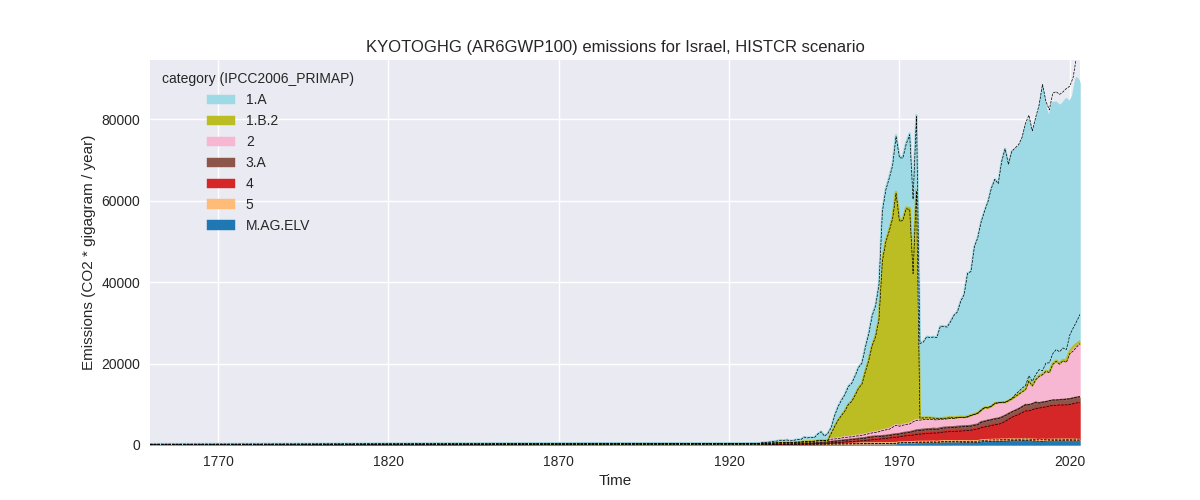 KYOTOGHG (AR6GWP100) emissions for Israel, HISTCR scenario
category (IPCC2006_PRIMAP)
1.A
1.B.2
2
3.A
4
5
M.AG.ELV
Emissions (CO2 * gigagram / year)
80000
60000
40000
20000
0
1770
1820
1870
1920
1970
2020
Time